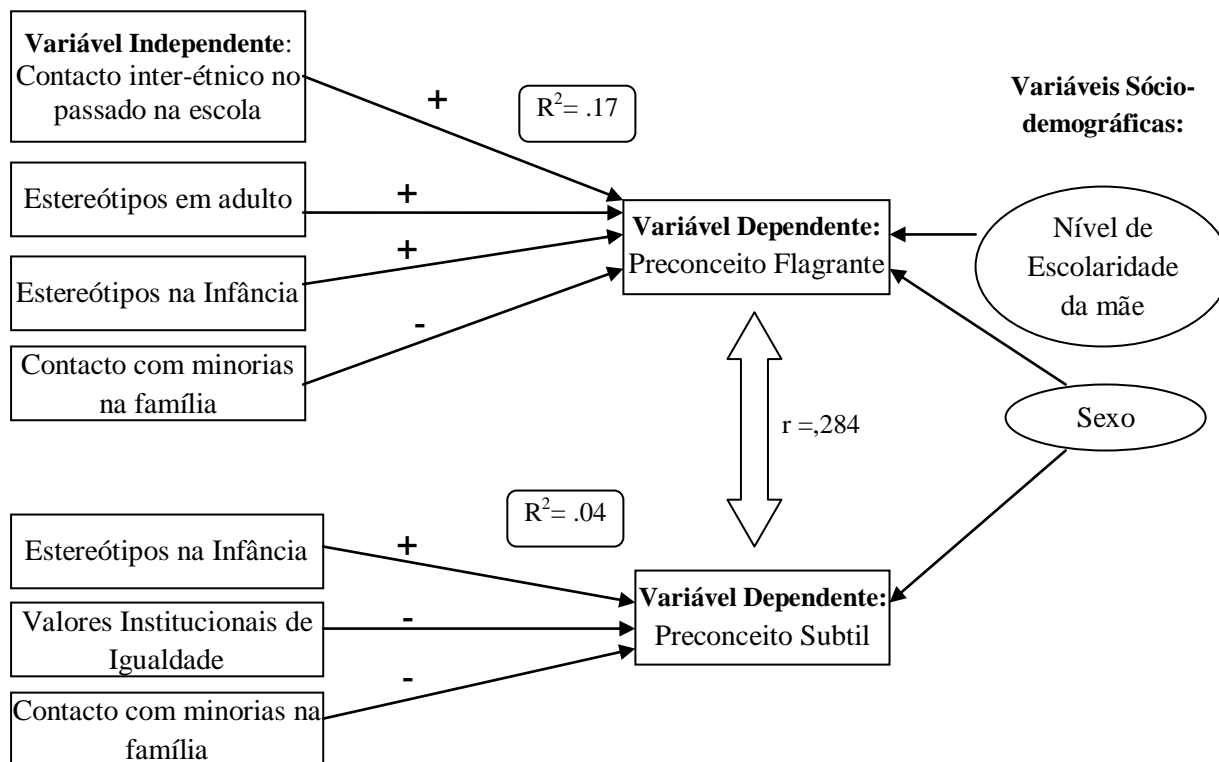 Variável Independente:
Contacto inter-étnico no
passado na escola
+
R²= .17
Variáveis Sócio-
demográficas:
Estereótipos em adulto
+
Variável Dependente:
Preconceito Flagrante
Nível de
Escolaridade
da mãe
+
Estereótipos na Infância
-
Contacto com minorias
na família
r =,284
Sexo
R²= .04
Estereótipos na Infância
+
Variável Dependente:
Preconceito Subtil
Valores Institucionais de
Igualdade
-
-
Contacto com minorias na
família